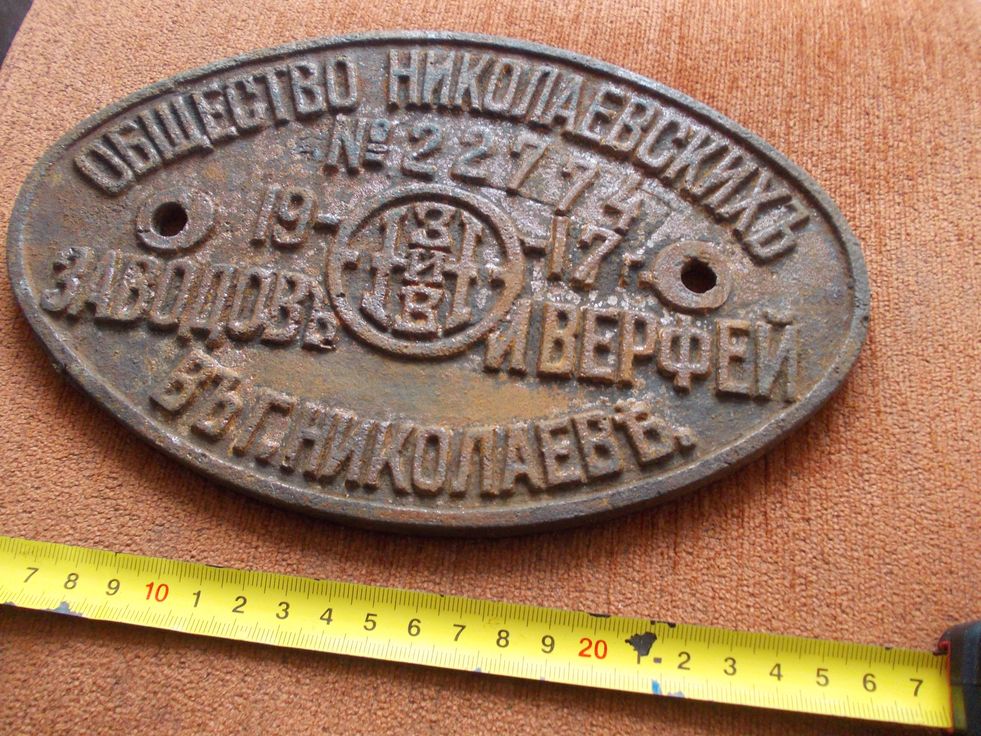 ОБЩЕСТВО НИКОЛАЕВСКИХЪ
№ 22774
19- -17 г.
Н З и В Н
ЗАВОДОВЪ И ВЕРФЕЙ
ВЪ Г. НИКОЛАЕВѢ.
7 8 9 10 1 2 3 4 5 6 7 8 9 20 1 2 3 4 5 6 7